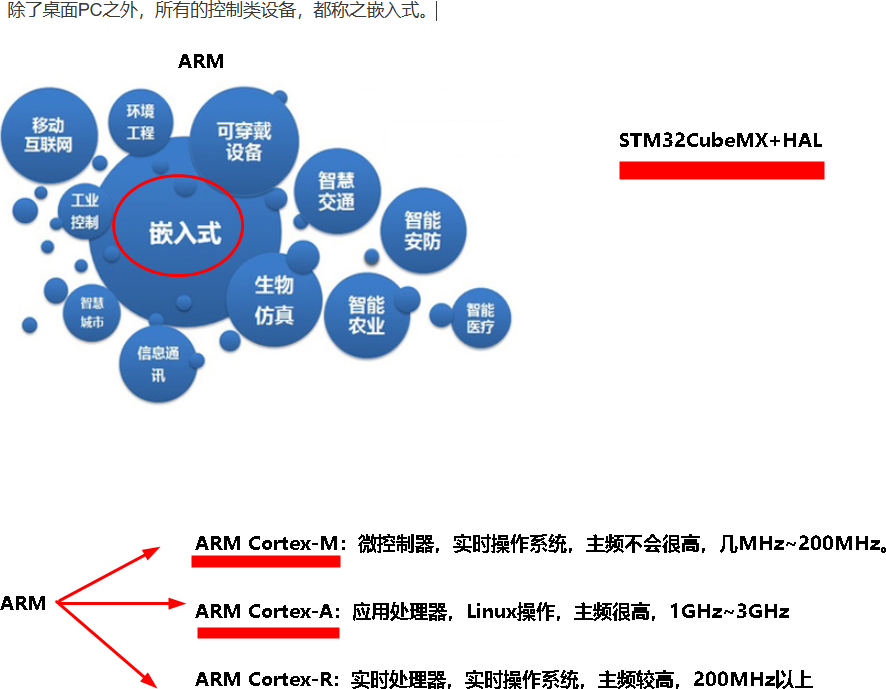 除了桌面PC之外，所有的控制类设备，都称之嵌入式。
ARM
移动
互联网
环境
工程
可穿戴
设备
STM32CubeMX+HAL
智慧
交通
工业
控制
嵌入式
智能
安防
生物
仿真
智慧
城市
智能
农业
智能
医疗
信息通
讯
ARM Cortex-M：微控制器，实时操作系统，主频不会很高，几MHz~200MHz。
ARM
ARM Cortex-A：应用处理器，Linux操作，主频很高，1GHz~3GHz
ARM Cortex-R：实时处理器，实时操作系统，主频较高，200MHz以上